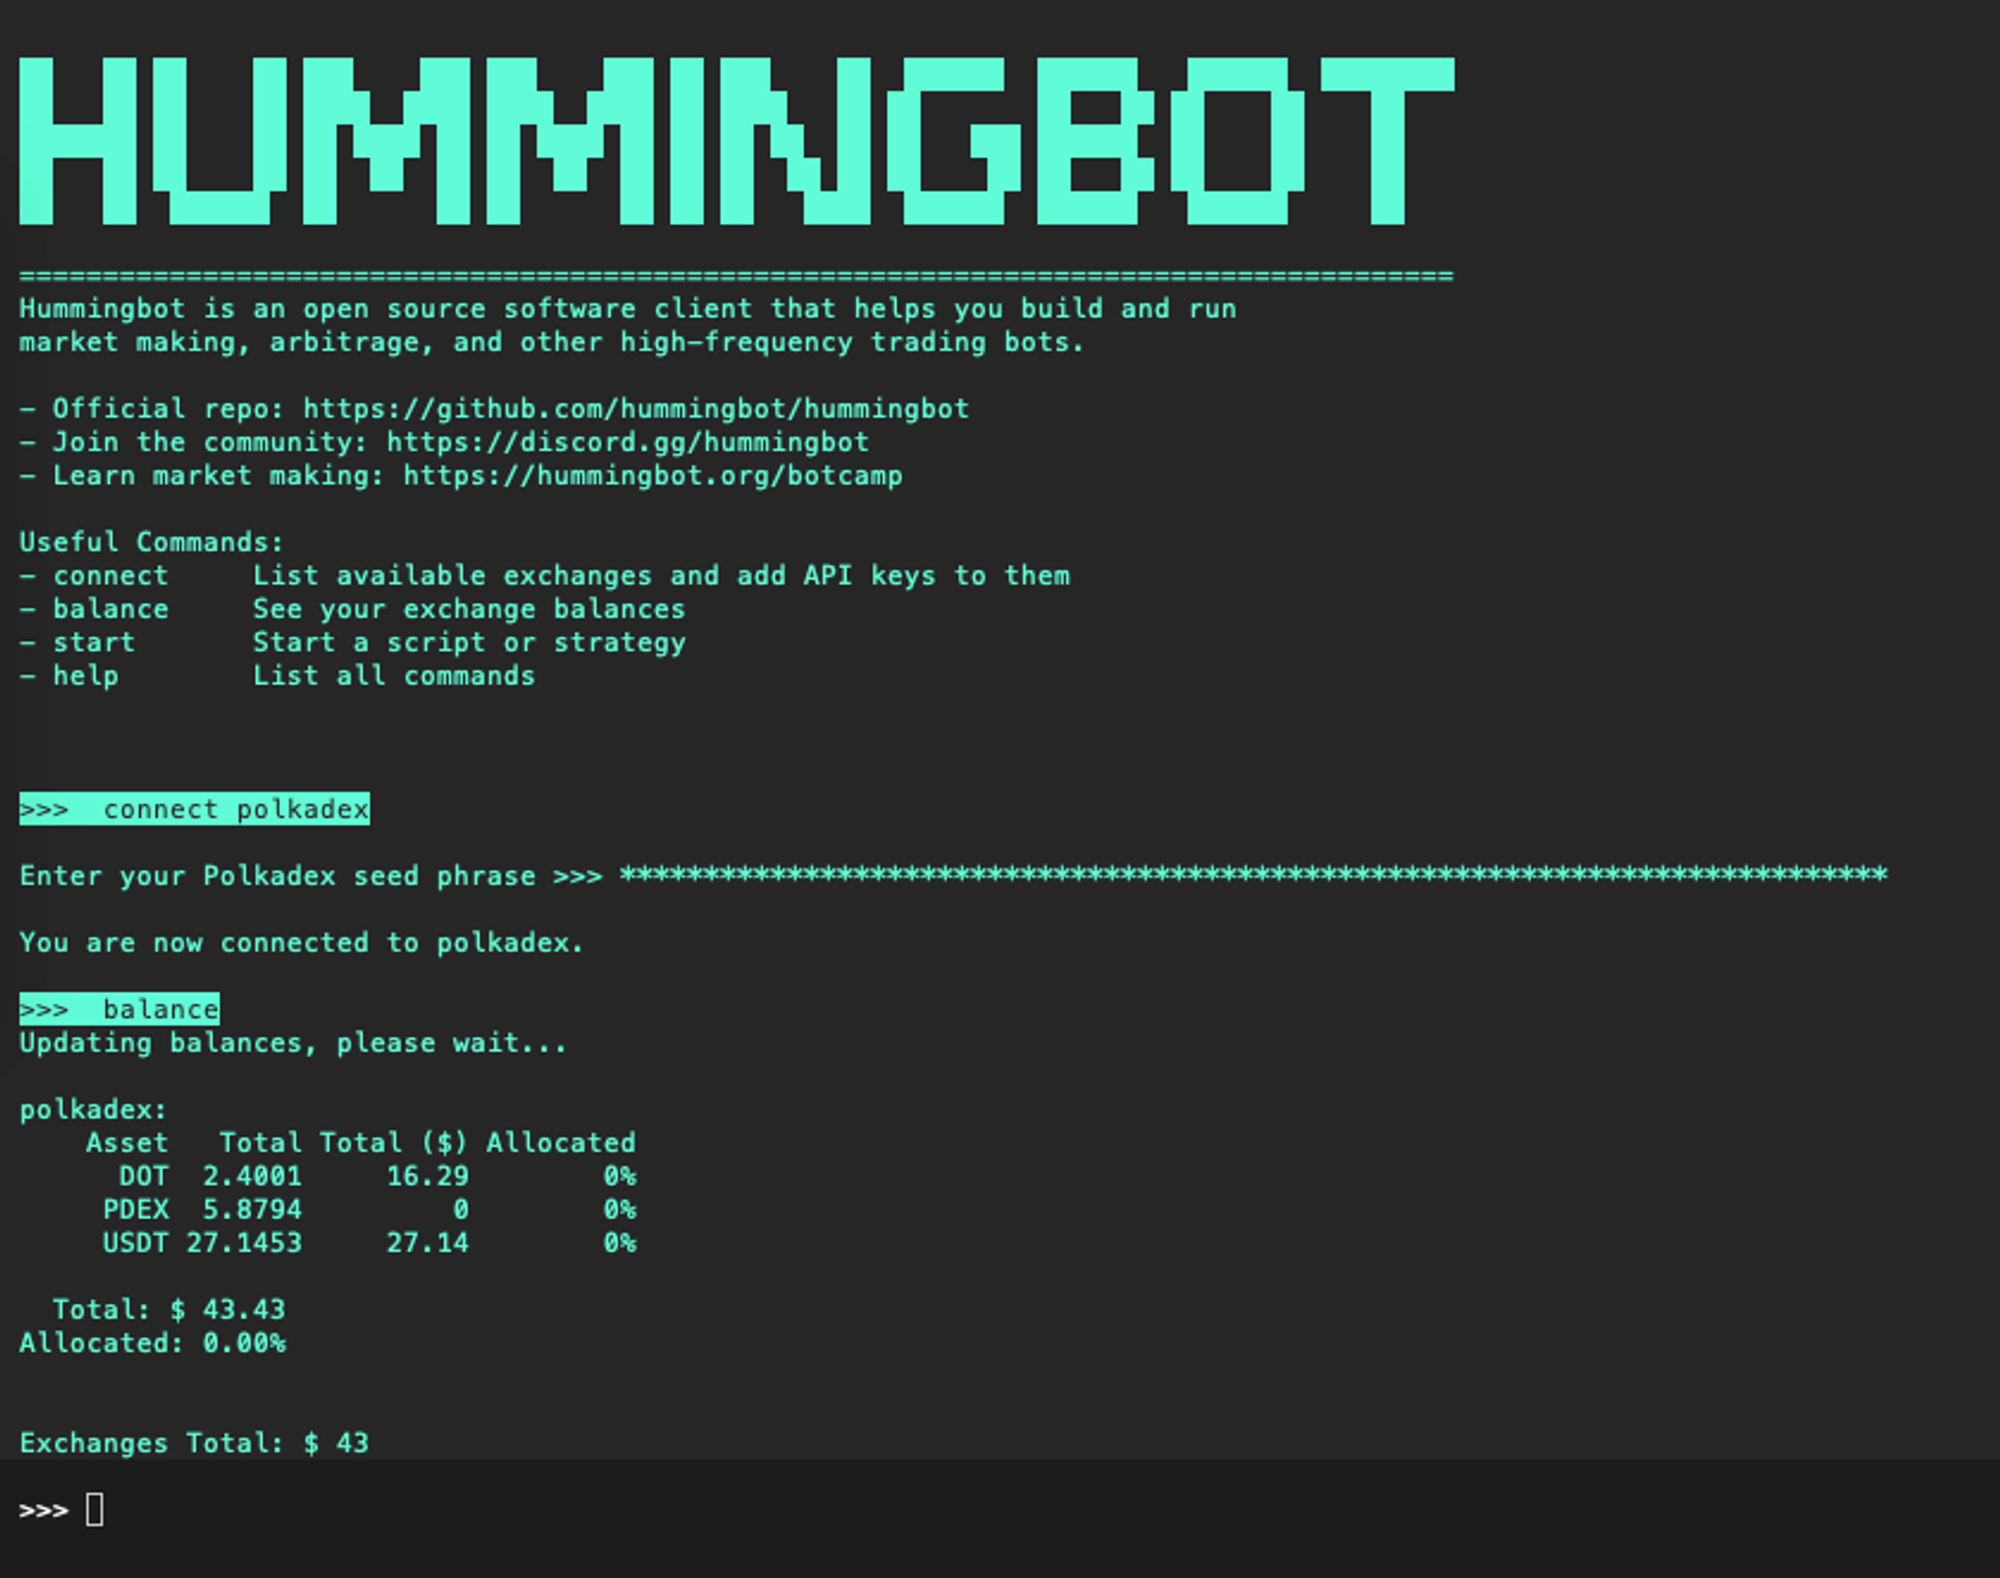 HUMMINGBOT
======================================================================================
Hummingbot is an open source software client that helps you build and run
market making, arbitrage, and other high-frequency trading bots.
- Official repo: https://github.com/hummingbot/hummingbot
- Join the community: https://discord.gg/hummingbot
- Learn market making: https://hummingbot.org/botcamp
Useful Commands:
- connect     List available exchanges and add API keys to them
- balance     See your exchange balances
- start       Start a script or strategy
- help        List all commands
>>>  connect polkadex
Enter your Polkadex seed phrase >>> ****************************************************************************
You are now connected to polkadex.
>>>  balance
Updating balances, please wait...
polkadex:
    Asset   Total Total ($) Allocated
      DOT  2.4001     16.29        0%
     PDEX  5.8794         0        0%
     USDT 27.1453     27.14        0%
  Total: $ 43.43
Allocated: 0.00%
Exchanges Total: $ 43
>>>